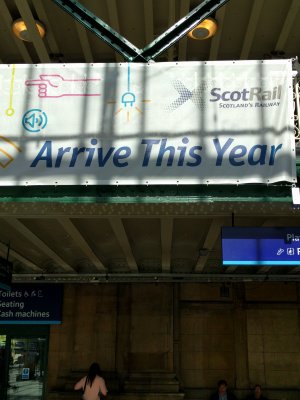 ScotRail
SCOTLAND'S RAILWAY
Arrive This Year
Toilets
Seating
Cash machines